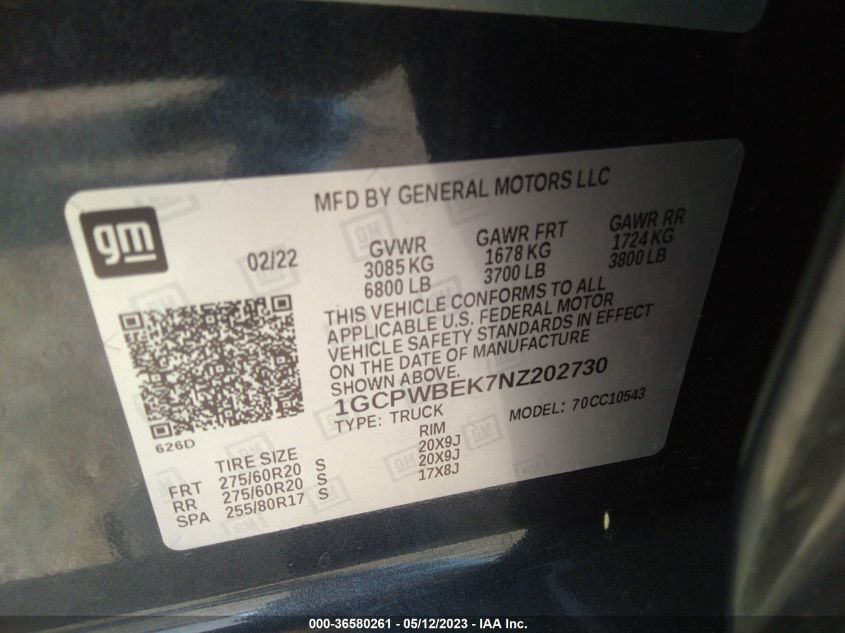 MFD BY GENERAL MOTORS LLC
gm
02/22
GVWR GAWR FRT GAWR RR
3085 KG 1678 KG 1724 KG
6800 LB 3700 LB 3800 LB
THIS VEHICLE CONFORMS TO ALL
APPLICABLE U.S. FEDERAL MOTOR
VEHICLE SAFETY STANDARDS IN EFFECT
ON THE DATE OF MANUFACTURE
SHOWN ABOVE.
1GCPWBEK7NZ202730
TYPE: TRUCK MODEL: 70CC10543
626D
TIRE SIZE RIM
FRT 275/60R20 S 20X9J
RR 275/60R20 S 20X9J
SPA 255/80R17 S 17X8J
000-36580261 / 05/12/2023 - IAA Inc.